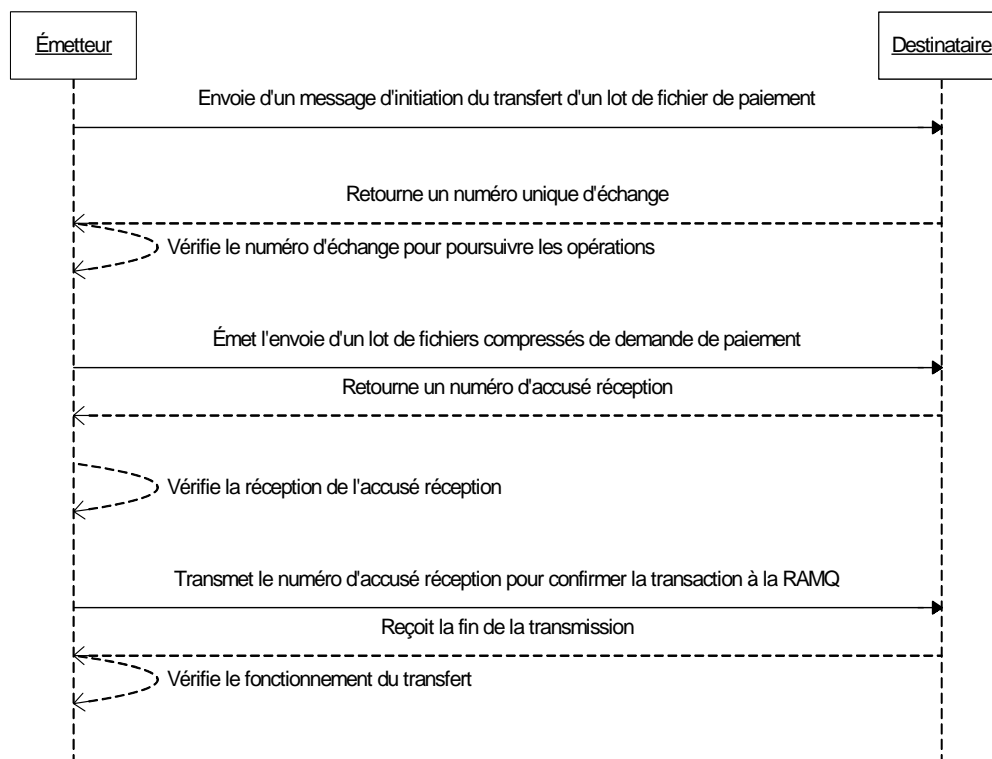 Émetteur
Destinataire
Envoie d'un message d'initiation du transfert d'un lot de fichier de paiement
Retourne un numéro unique d'échange
Vérifie le numéro d'échange pour poursuivre les opérations
Émet l'envoie d'un lot de fichiers compressés de demande de paiement
Retourne un numéro d'accusé réception
Vérifie la réception de l'accusé réception
Transmet le numéro d'accusé réception pour confirmer la transaction à la RAMQ
Reçoit la fin de la transmission
Vérifie le fonctionnement du transfert